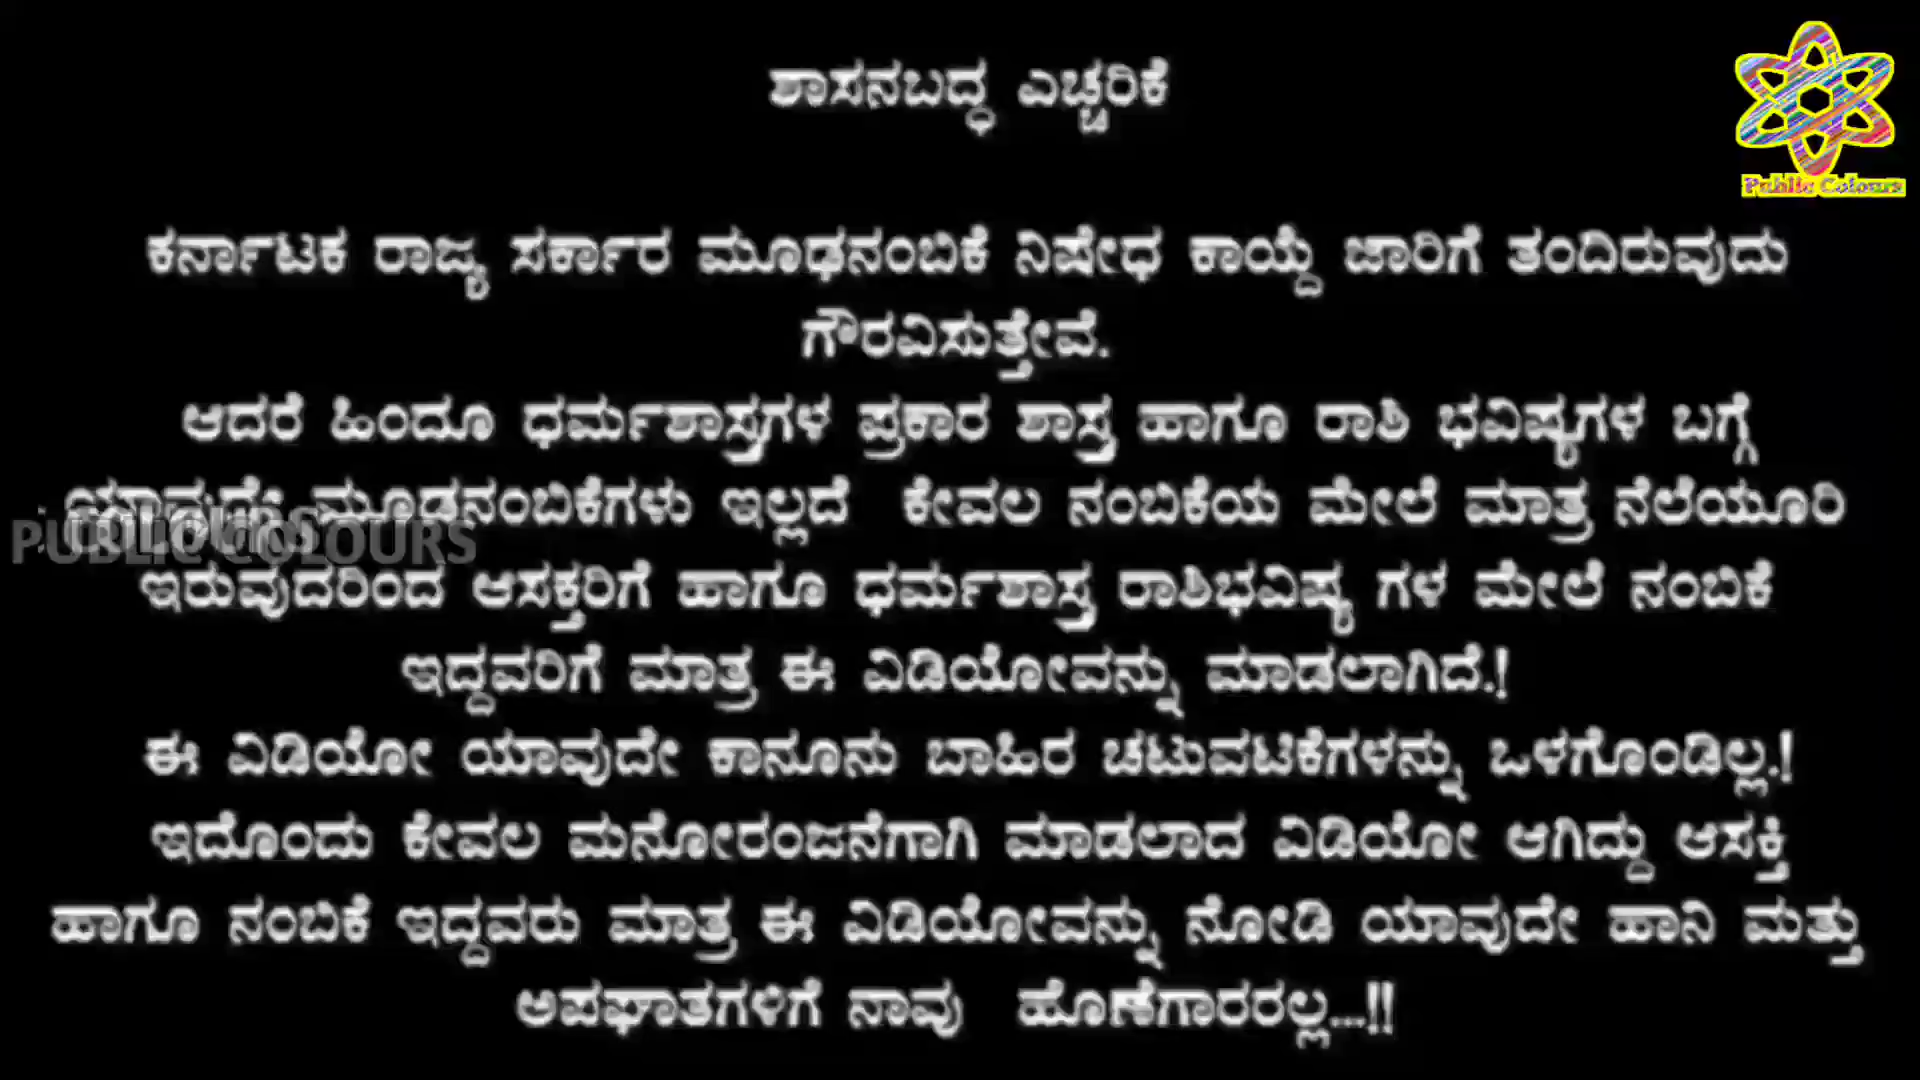 ಶಾಸನಬದ್ಧ ಎಚ್ಚರಿಕೆ
Public Colours
ಕರ್ನಾಟಕ ರಾಜ್ಯ ಸರ್ಕಾರ ಮೂಢನಂಬಿಕೆ ನಿಷೇಧ ಕಾಯ್ದೆ ಜಾರಿಗೆ ತಂದಿರುವುದು
ಗೌರವಿಸುತ್ತೇವೆ.
ಆದರೆ ಹಿಂದೂ ಧರ್ಮಶಾಸ್ತ್ರಗಳ ಪ್ರಕಾರ ಶಾಸ್ತ್ರ ಹಾಗೂ ರಾಶಿ ಭವಿಷ್ಯಗಳ ಬಗ್ಗೆ
ಯಾವುದೇ ಮೂಢನಂಬಿಕೆಗಳು ಇಲ್ಲದೆ ಕೇವಲ ನಂಬಿಕೆಯ ಮೇಲೆ ಮಾತ್ರ ನೆಲೆಯೂರಿ
PUBLIC COLOURS
ಇರುವುದರಿಂದ ಆಸಕ್ತರಿಗೆ ಹಾಗೂ ಧರ್ಮಶಾಸ್ತ್ರ ರಾಶಿಭವಿಷ್ಯ ಗಳ ಮೇಲೆ ನಂಬಿಕೆ
ಇದ್ದವರಿಗೆ ಮಾತ್ರ ಈ ವಿಡಿಯೋವನ್ನು ಮಾಡಲಾಗಿದೆ.!
ಈ ವಿಡಿಯೋ ಯಾವುದೇ ಕಾನೂನು ಬಾಹಿರ ಚಟುವಟಿಕೆಗಳನ್ನು ಒಳಗೊಂಡಿಲ್ಲ.!
ಇದೊಂದು ಕೇವಲ ಮನೋರಂಜನೆಗಾಗಿ ಮಾಡಲಾದ ವಿಡಿಯೋ ಆಗಿದ್ದು ಆಸಕ್ತಿ
ಹಾಗೂ ನಂಬಿಕೆ ಇದ್ದವರು ಮಾತ್ರ ಈ ವಿಡಿಯೋವನ್ನು ನೋಡಿ ಯಾವುದೇ ಹಾನಿ ಮತ್ತು
ಅಪಘಾತಗಳಿಗೆ ನಾವು ಹೊಣೆಗಾರರಲ್ಲ...!!